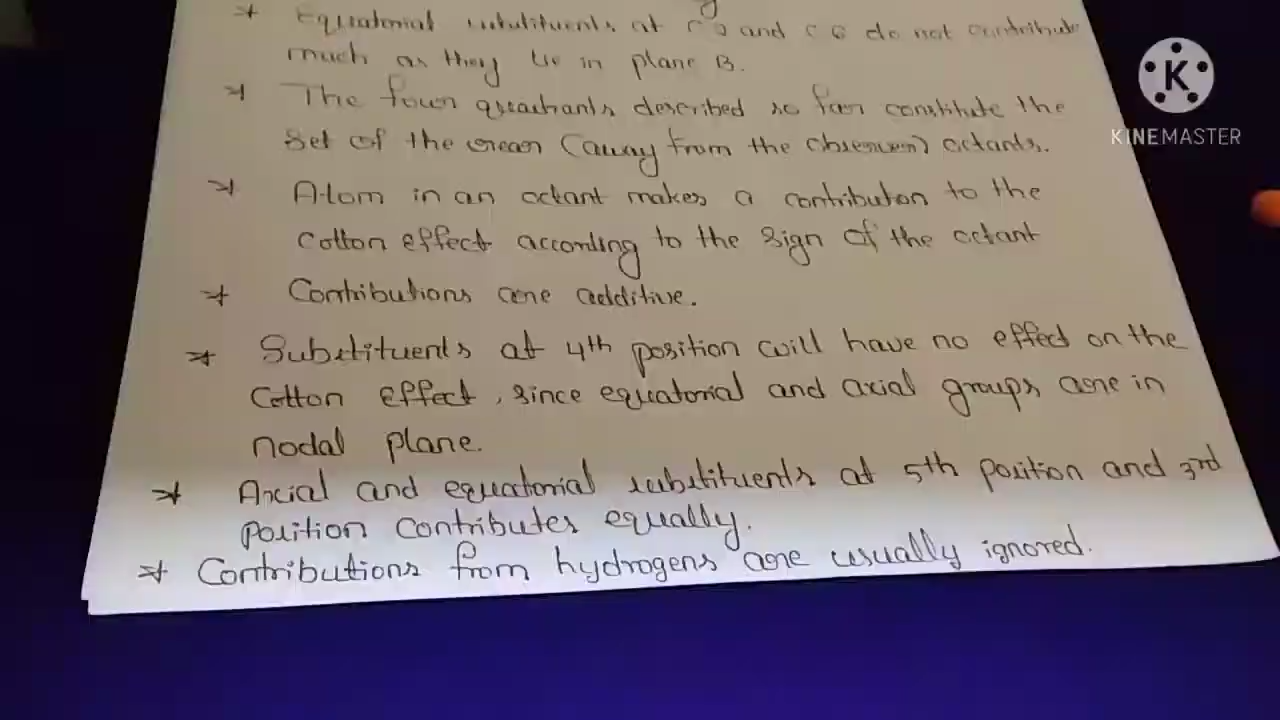 * Equatorial substituents at C2 and C6 do not contribute
much as they lie in plane B.
* The four quadrants described so far constitute the
set of the rear (away from the observer) octants.
* Atom in an octant makes a contribution to the
Cotton effect according to the sign of the octant
* Contributions are additive.
* Substituents at 4th position will have no effect on the
Cotton effect, since equatorial and axial groups are in
nodal plane.
* Axial and equatorial substituents at 5th position and 3rd
position contributes equally.
* Contributions from hydrogens are usually ignored.
K
KINEMASTER